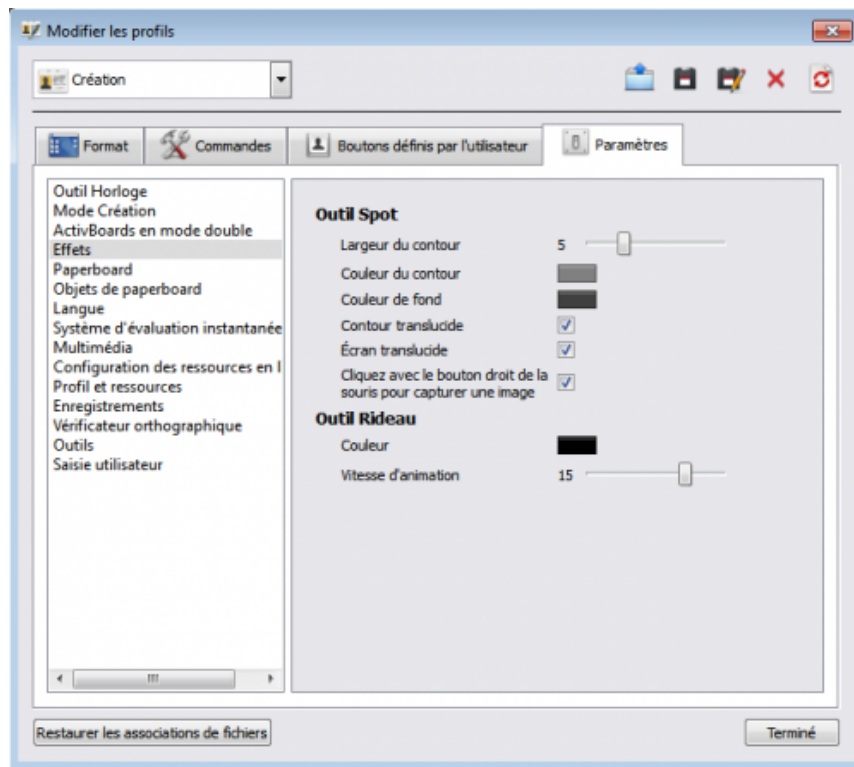 Modifier les profils
Création
Format
Commandes
Boutons définis par l'utilisateur
Paramètres
Outil Horloge
Mode Création
ActivBoards en mode double
Effets
Paperboard
Objets de paperboard
Langue
Système d'évaluation instantanée
Multimédia
Configuration des ressources en l
Profil et ressources
Enregistrements
Vérificateur orthographique
Outils
Saisie utilisateur
Outil Spot
Largeur du contour 5
Couleur du contour
Couleur de fond
Contour translucide
Écran translucide
Cliquez avec le bouton droit de la
souris pour capturer une image
Outil Rideau
Couleur
Vitesse d'animation 15
Restaurer les associations de fichiers
Terminé